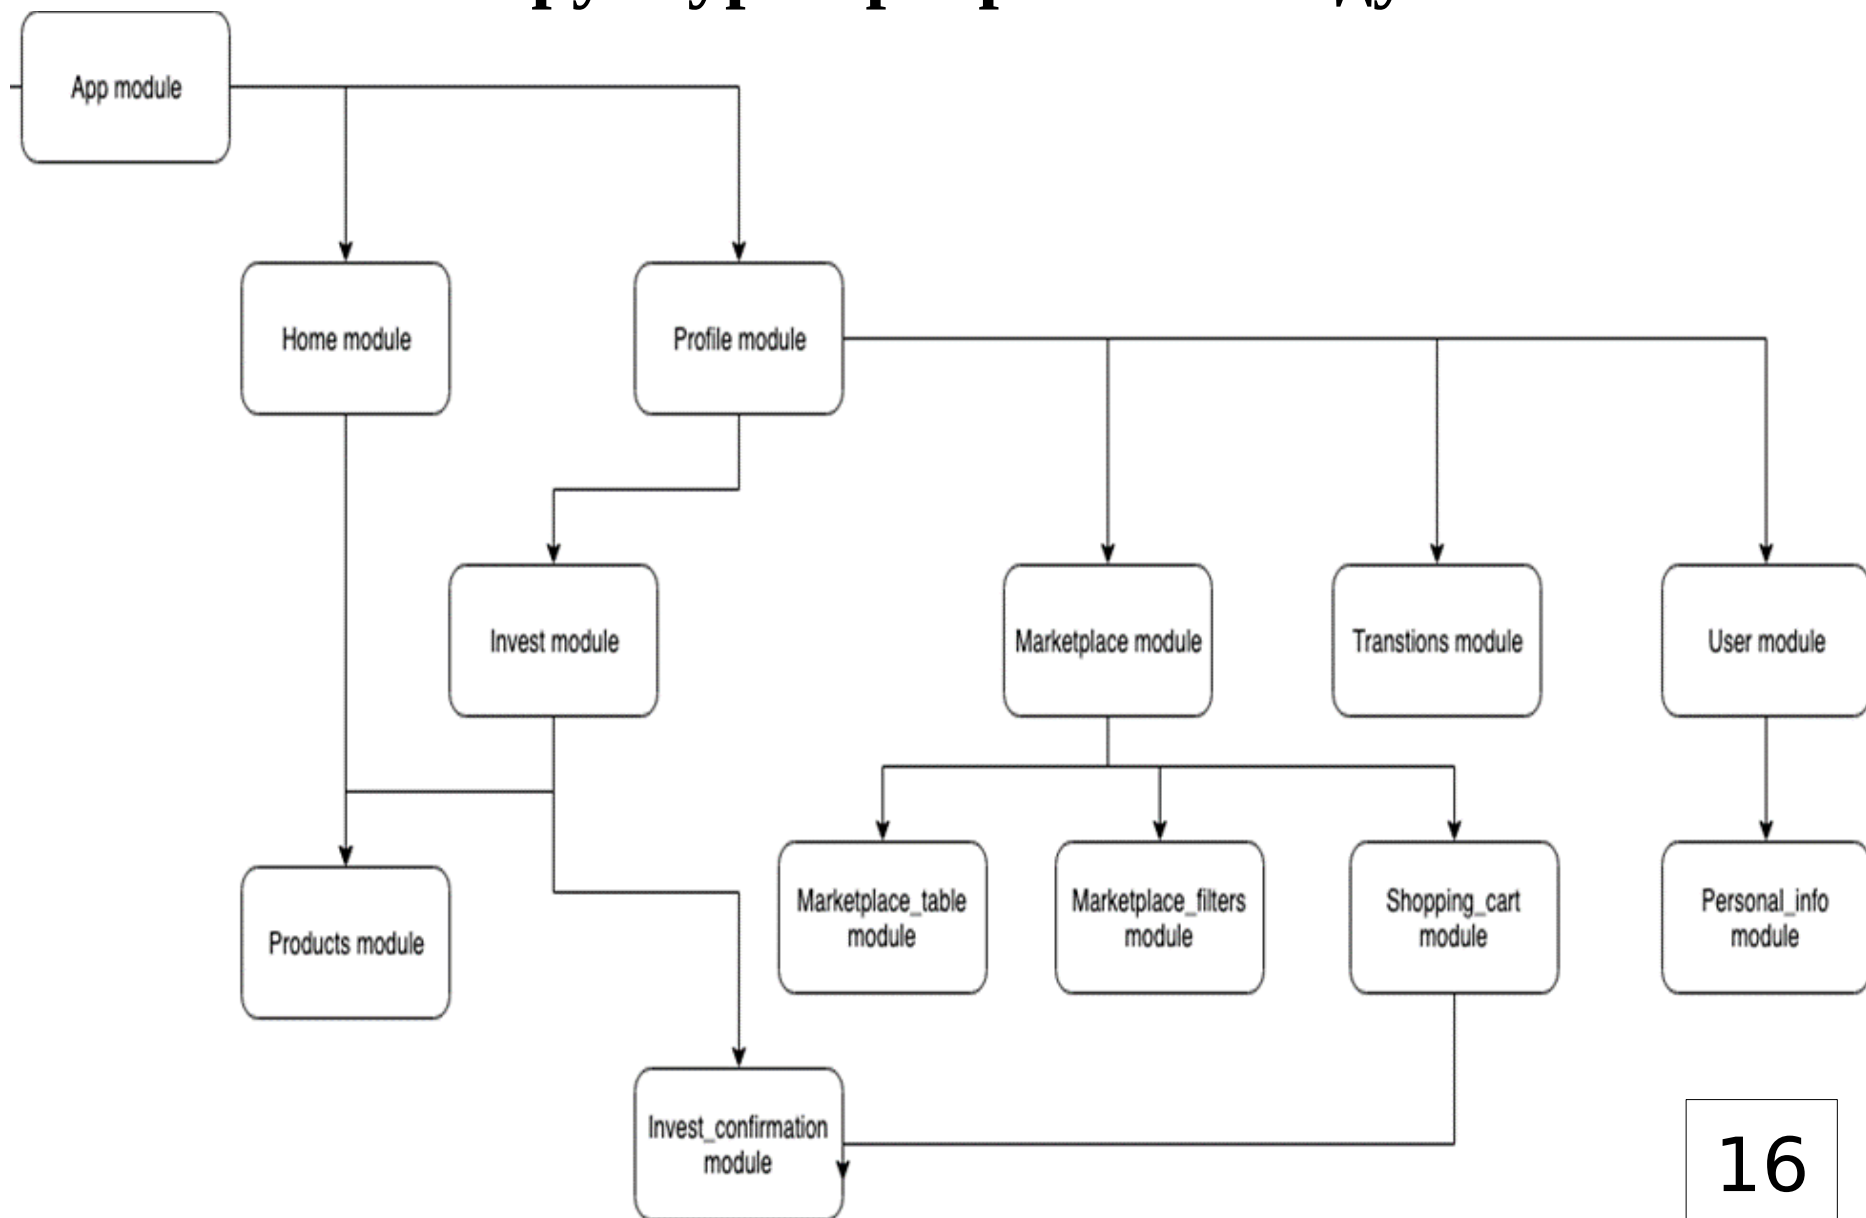 App module
Home module
Profile module
Invest module
Marketplace module
Transtions module
User module
Products module
Marketplace_table
module
Marketplace_filters
module
Shopping_cart
module
Personal_info
module
Invest_confirmation
module
16